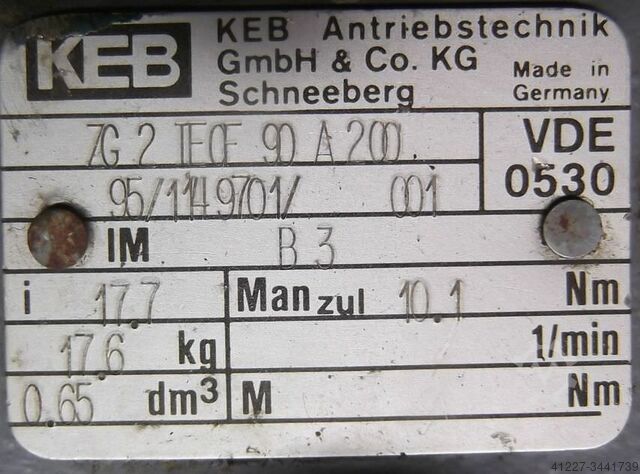 KEB
KEB Antriebstechnik
GmbH & Co. KG
Schneeberg
Made in
Germany
ZG 2 TEOF 90 A 200
VDE
0530
95/1149701/ 001
IM B 3
i 17.7 Man zul 10.1 Nm
17.6 kg 1/min
0.65 dm3 M Nm
41227-3441739